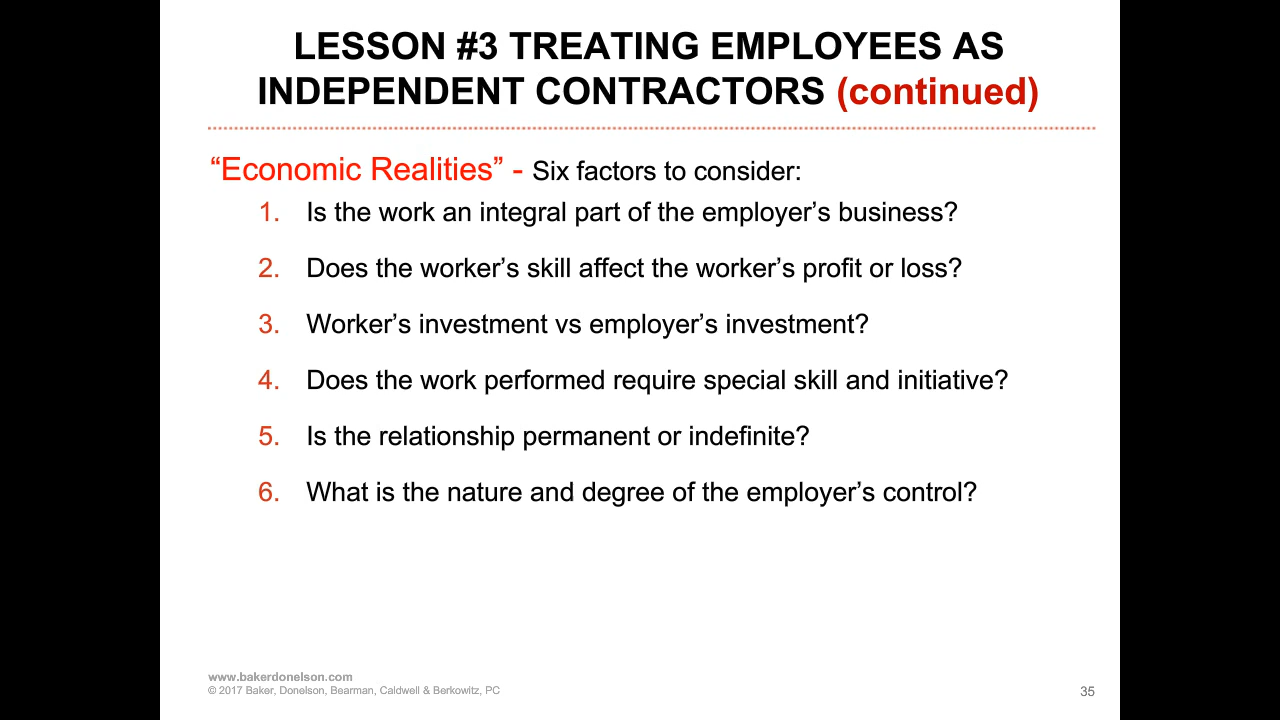 LESSON #3 TREATING EMPLOYEES AS
INDEPENDENT CONTRACTORS (continued)
“Economic Realities” - Six factors to consider:
1. Is the work an integral part of the employer’s business?
2. Does the worker’s skill affect the worker’s profit or loss?
3. Worker’s investment vs employer’s investment?
4. Does the work performed require special skill and initiative?
5. Is the relationship permanent or indefinite?
6. What is the nature and degree of the employer’s control?
www.bakerdonelson.com
© 2017 Baker, Donelson, Bearman, Caldwell & Berkowitz, PC
35